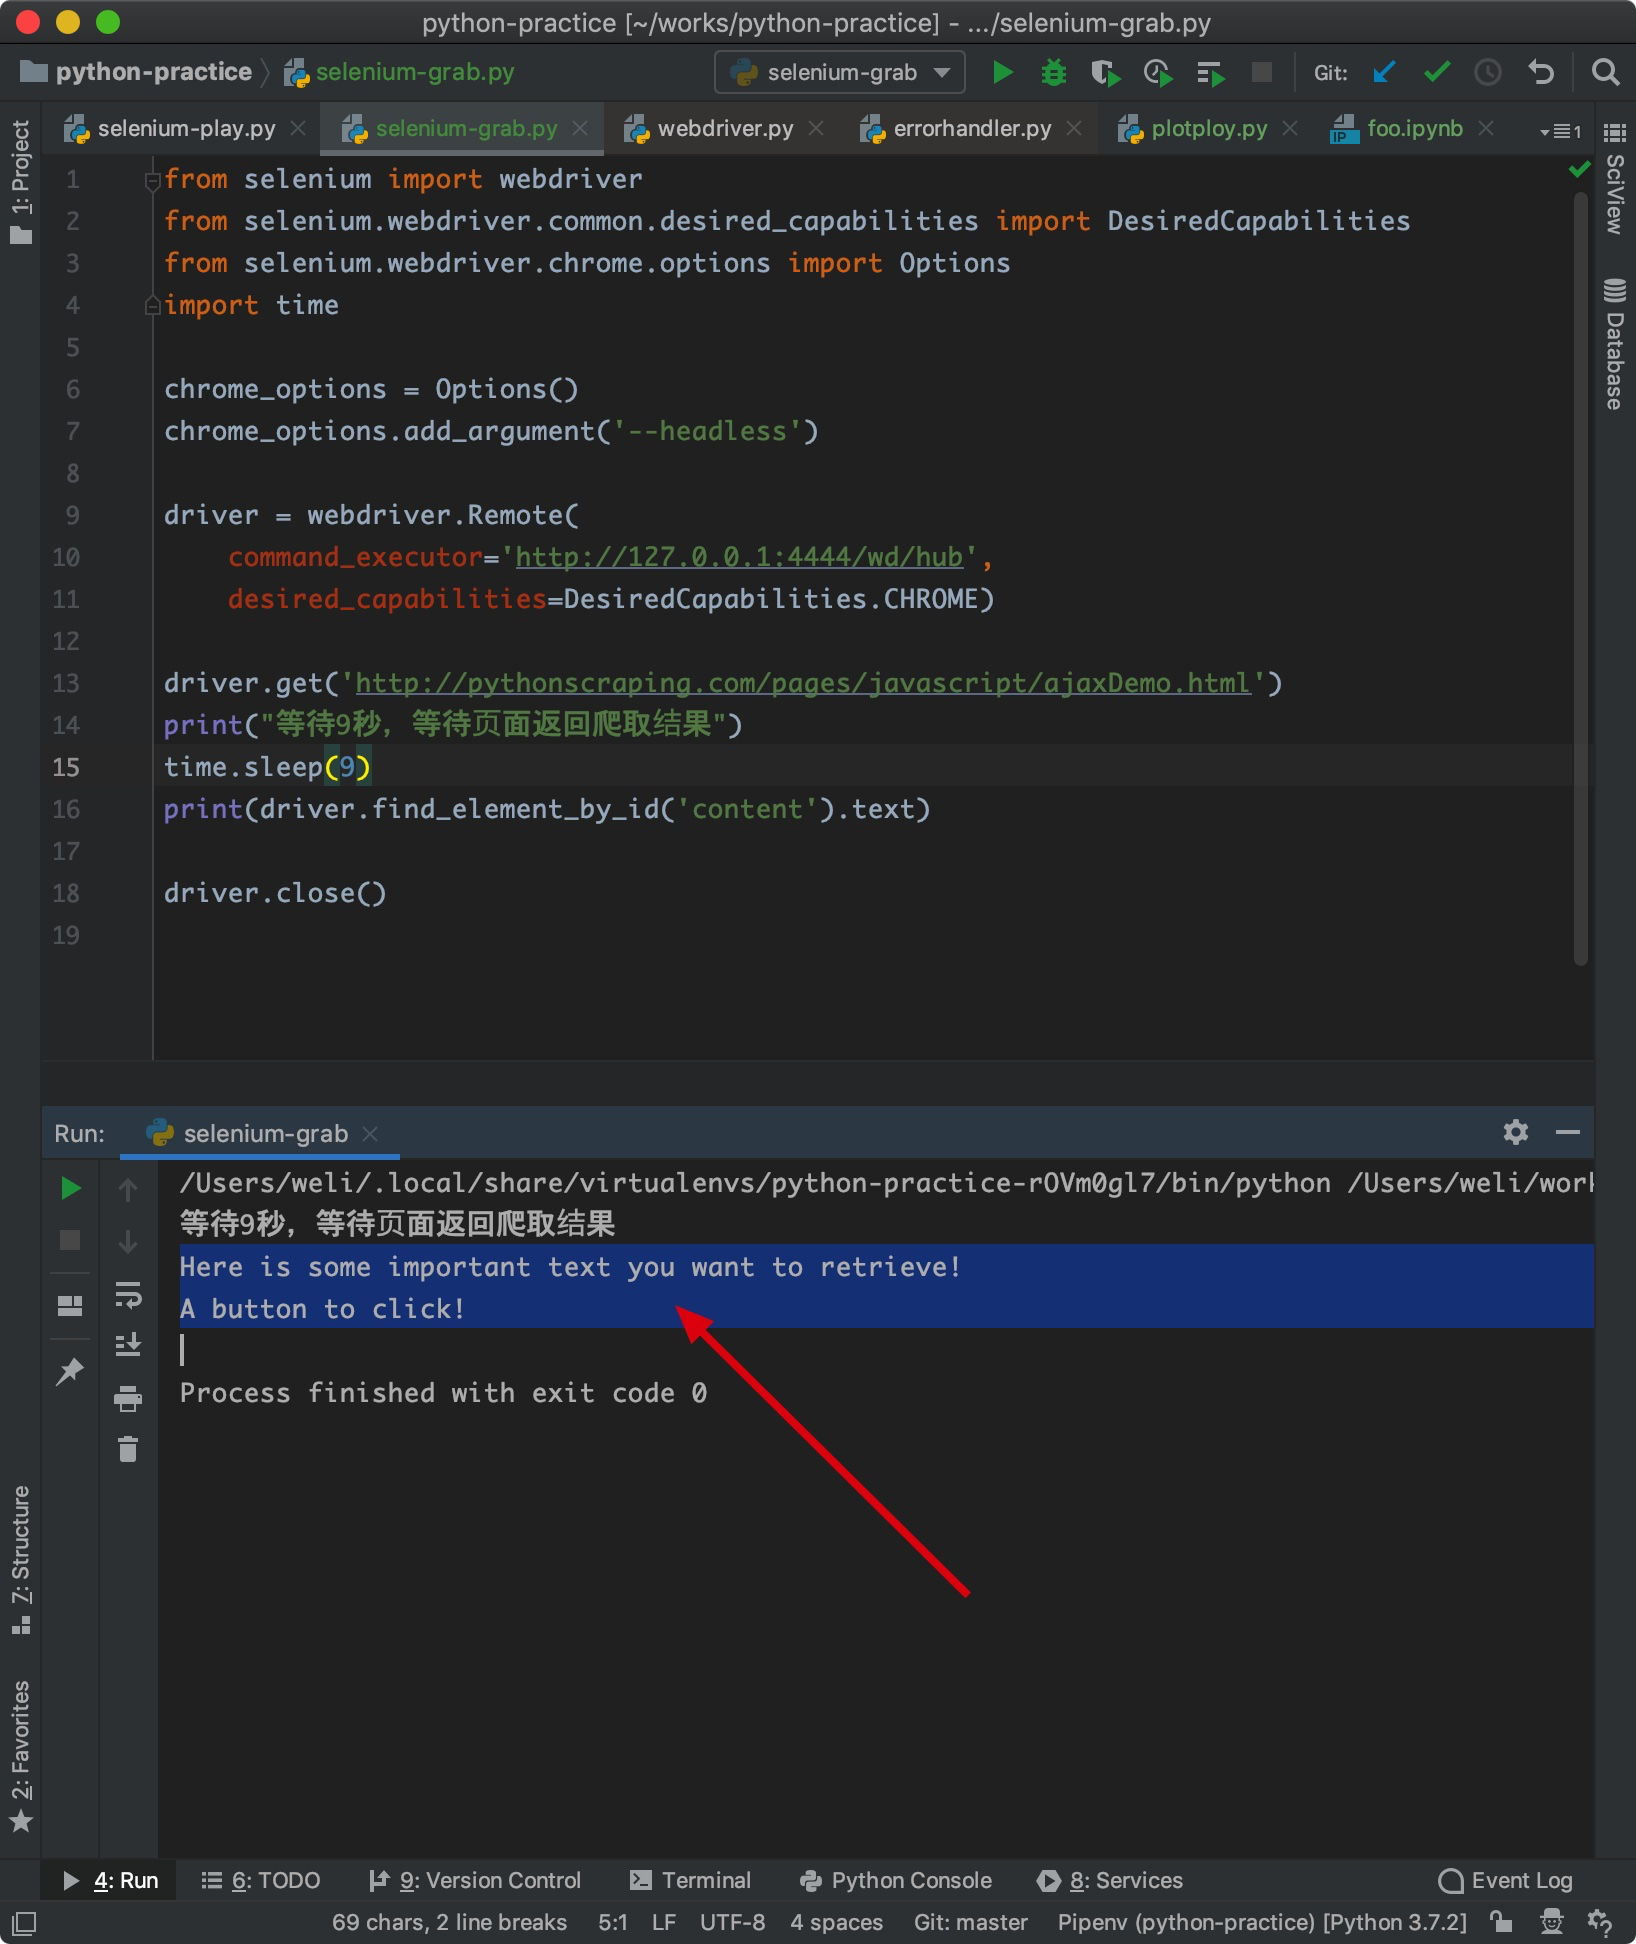 python-practice [~/works/python-practice] - .../selenium-grab.py
python-practice selenium-grab.py selenium-grab Git:
selenium-play.py selenium-grab.py webdriver.py errorhandler.py plotploy.py IP foo.ipynb 1
1: Project
SciView
Database
1 from selenium import webdriver
2 from selenium.webdriver.common.desired_capabilities import DesiredCapabilities
3 from selenium.webdriver.chrome.options import Options
4 import time
5
6 chrome_options = Options()
7 chrome_options.add_argument('--headless')
8
9 driver = webdriver.Remote(
10 command_executor='http://127.0.0.1:4444/wd/hub',
11 desired_capabilities=DesiredCapabilities.CHROME)
12
13 driver.get('http://pythonscraping.com/pages/javascript/ajaxDemo.html')
14 print("等待9秒，等待页面返回爬取结果")
15 time.sleep(9)
16 print(driver.find_element_by_id('content').text)
17
18 driver.close()
19
Run: selenium-grab
/Users/weli/.local/share/virtualenvs/python-practice-rOVm0gl7/bin/python /Users/weli/work
等待9秒，等待页面返回爬取结果
Here is some important text you want to retrieve!
A button to click!
Process finished with exit code 0
7: Structure
2: Favorites
4: Run 6: TODO 9: Version Control Terminal Python Console 8: Services Event Log
69 chars, 2 line breaks 5:1 LF UTF-8 4 spaces Git: master Pipenv (python-practice) [Python 3.7.2]